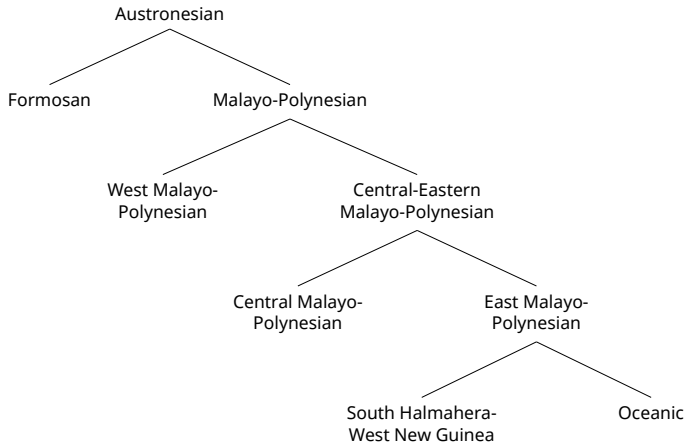 Austronesian
Formosan
Malayo-Polynesian
West Malayo-
Polynesian
Central-Eastern
Malayo-Polynesian
Central Malayo-
Polynesian
East Malayo-
Polynesian
South Halmahera-
West New Guinea
Oceanic